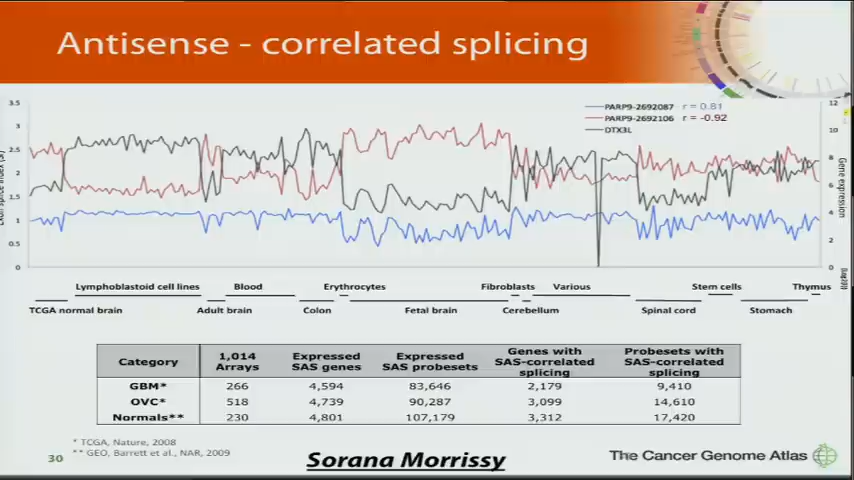 Antisense - correlated splicing
PARP9-2692087 r = 0.81
PARP9-2692106 r = -0.92
DTX3L
3.5
3
2.5
2
1.5
1
0.5
0
12
10
8
6
4
2
0
Exon splice index (SI)
Gene expression
(log2)
Lymphoblastoid cell lines Blood Erythrocytes Fibroblasts Various Stem cells Thymus
TCGA normal brain Adult brain Colon Fetal brain Cerebellum Spinal cord Stomach
Category 1,014 Arrays Expressed SAS genes Expressed SAS probesets Genes with SAS-correlated splicing Probesets with SAS-correlated splicing
GBM* 266 4,594 83,646 2,179 9,410
OVC* 518 4,739 90,287 3,099 14,610
Normals** 230 4,801 107,179 3,312 17,420
* TCGA, Nature, 2008
** GEO, Barrett et al., NAR, 2009
30
Sorana Morrissy
The Cancer Genome Atlas